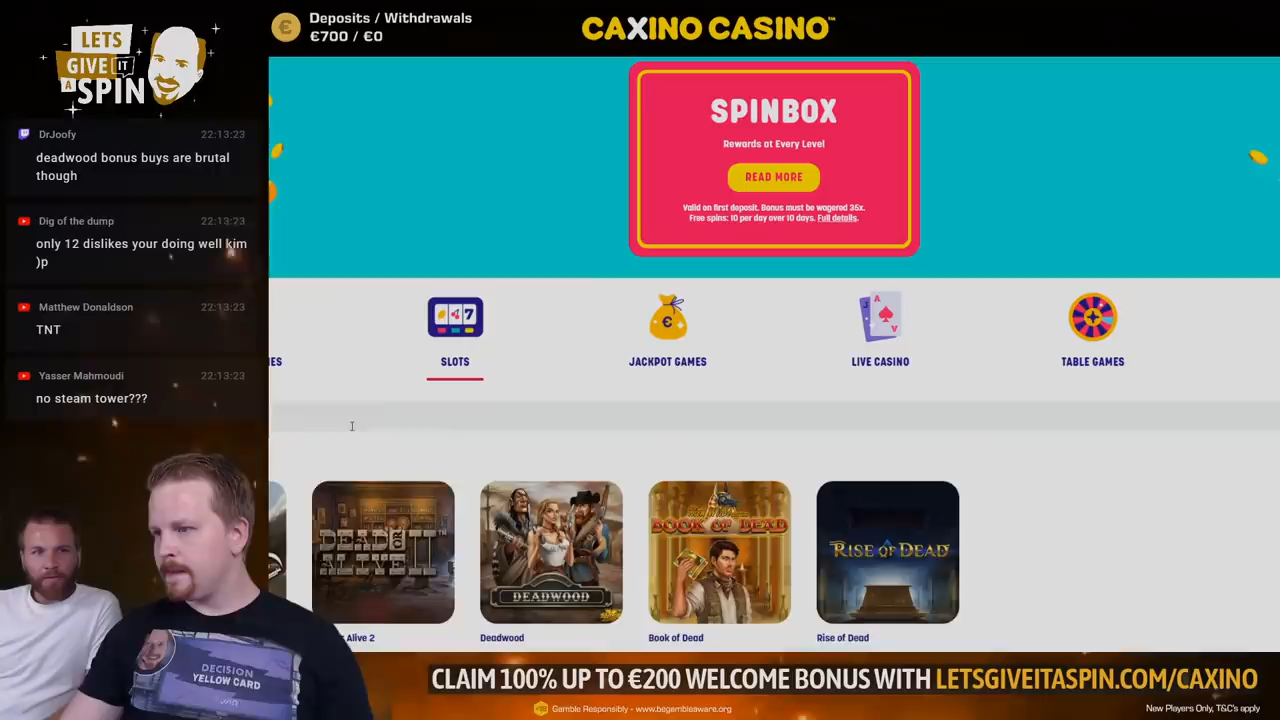 LETS
GIVE IT
A SPIN
Deposits / Withdrawals
€700 / €0
CAXINO CASINO™
DrJoofy 22:13:23
deadwood bonus buys are brutal
though
Dig of the dump 22:13:23
only 12 dislikes your doing well kim
)p
Matthew Donaldson 22:13:23
TNT
Yasser Mahmoudi 22:13:23
no steam tower???
SPINBOX
Rewards at Every Level
READ MORE
Valid on first deposit. Bonus must be wagered 35x.
Free spins: 10 per day over 10 days. Full details.
SLOTS
JACKPOT GAMES
LIVE CASINO
TABLE GAMES
DEAD OR
ALIVE II™
DEADWOOD
BOOK OF DEAD
RISE OF DEAD
Alive 2
Deadwood
Book of Dead
Rise of Dead
DECISION
YELLOW CARD
CLAIM 100% UP TO €200 WELCOME BONUS WITH LETSGIVEITASPIN.COM/CAXINO
Gamble Responsibly - www.begambleaware.org
New Players Only, T&C's apply